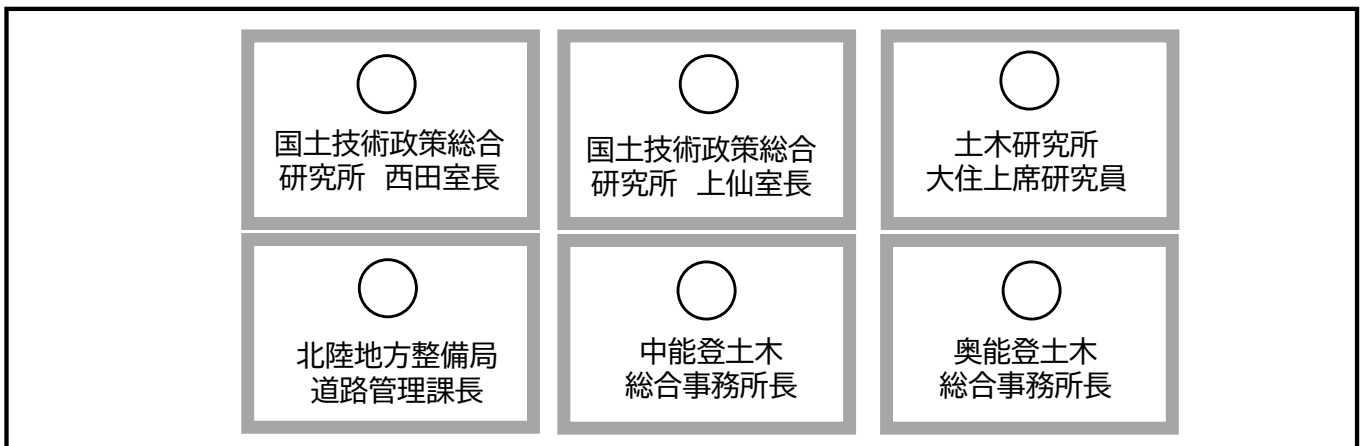 国土技術政策総合
研究所 西田室長
国土技術政策総合
研究所 上仙室長
土木研究所
大住上席研究員
北陸地方整備局
道路管理課長
中能登土木
総合事務所長
奥能登土木
総合事務所長